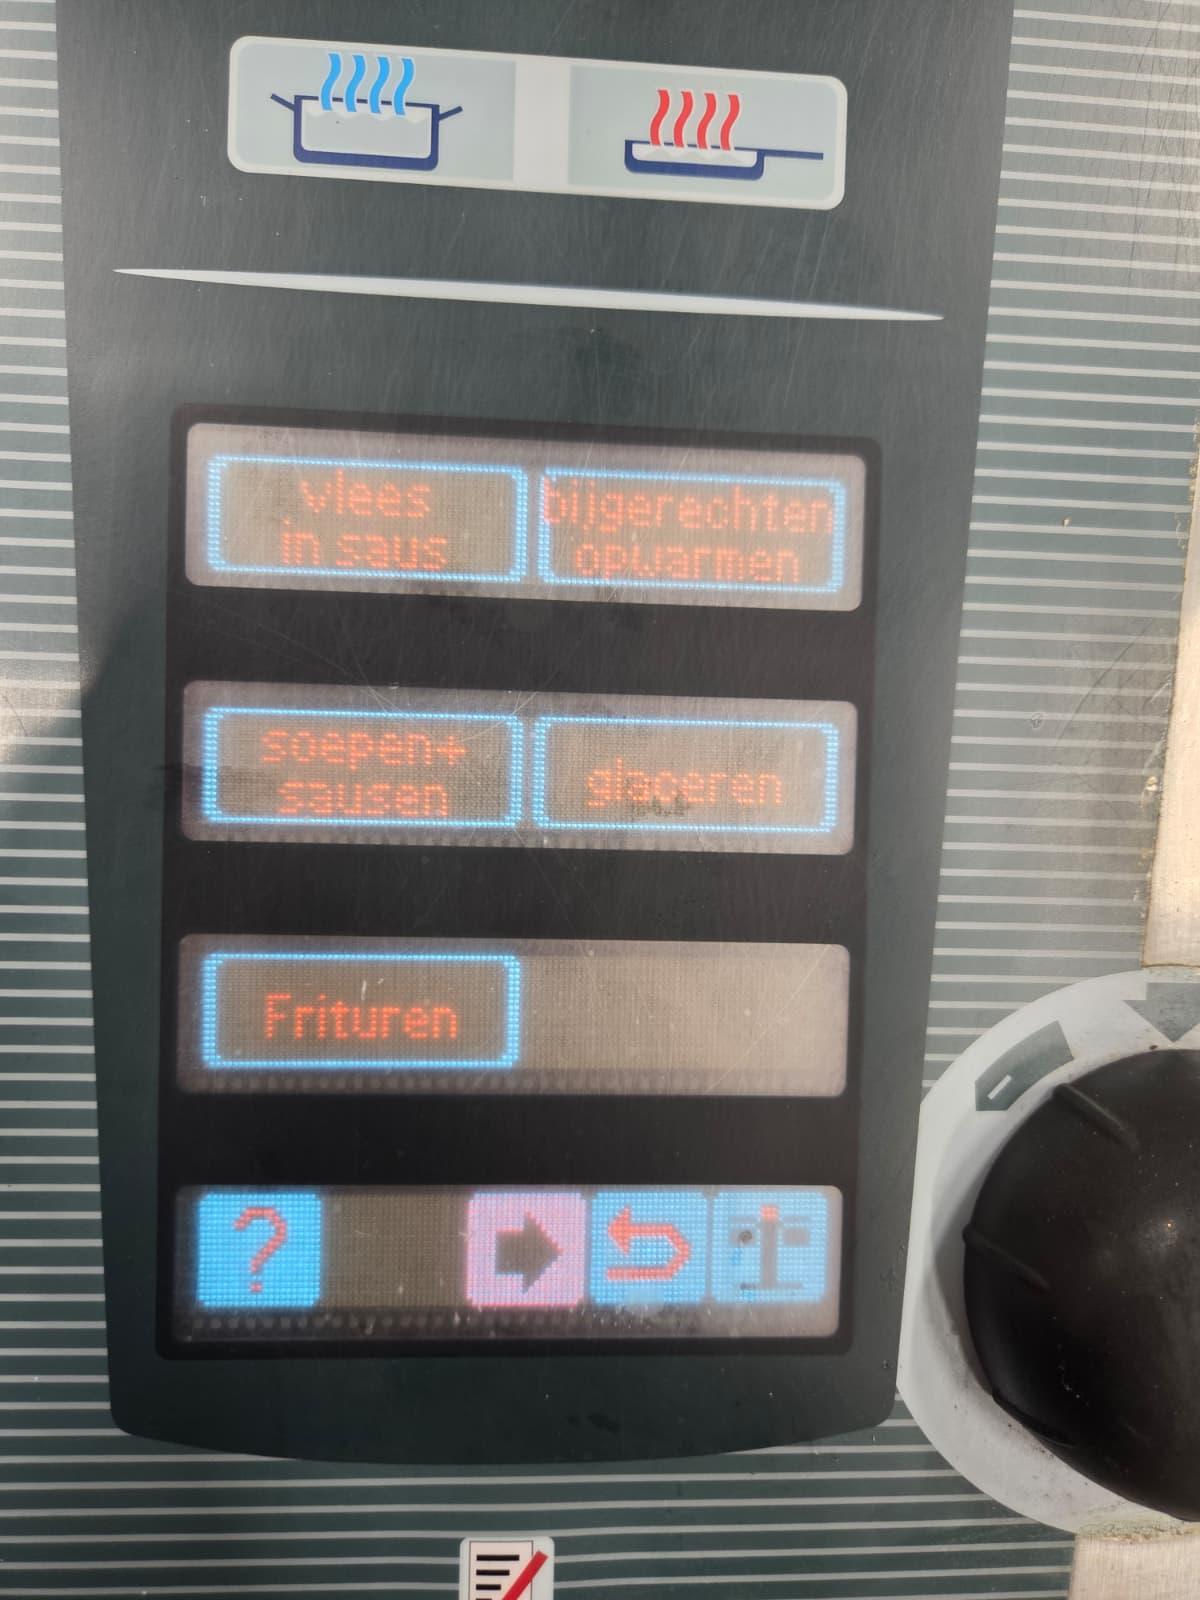 vlees
in saus
bijgerechten
opwarmen
soepen+
sausen
glaceren
Frituren
?